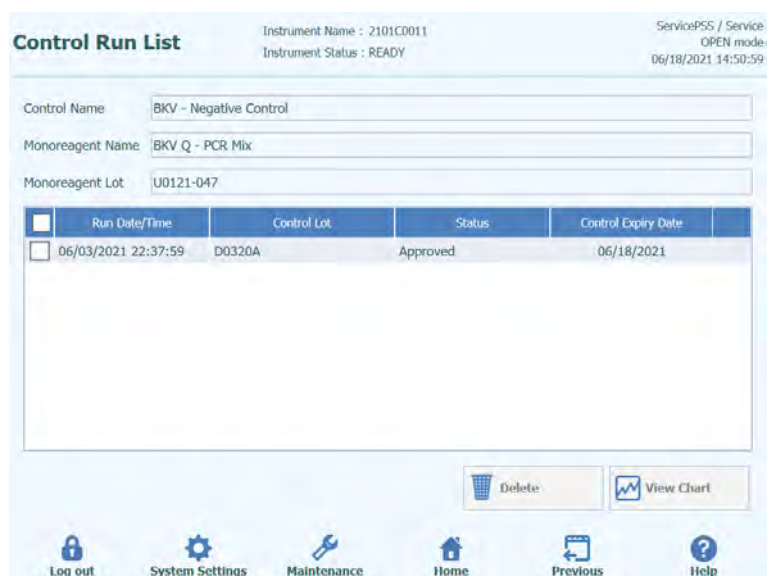 Control Run List
Instrument Name : 2101C0011
Instrument Status : READY
ServicePSS / Service
OPEN mode
06/18/2021 14:50:59
Control Name BKV - Negative Control
Monoreagent Name BKV Q - PCR Mix
Monoreagent Lot U0121-047
Run Date/Time Control Lot Status Control Expiry Date
06/03/2021 22:37:59 D0320A Approved 06/18/2021
Delete View Chart
Log out System Settings Maintenance Home Previous Help